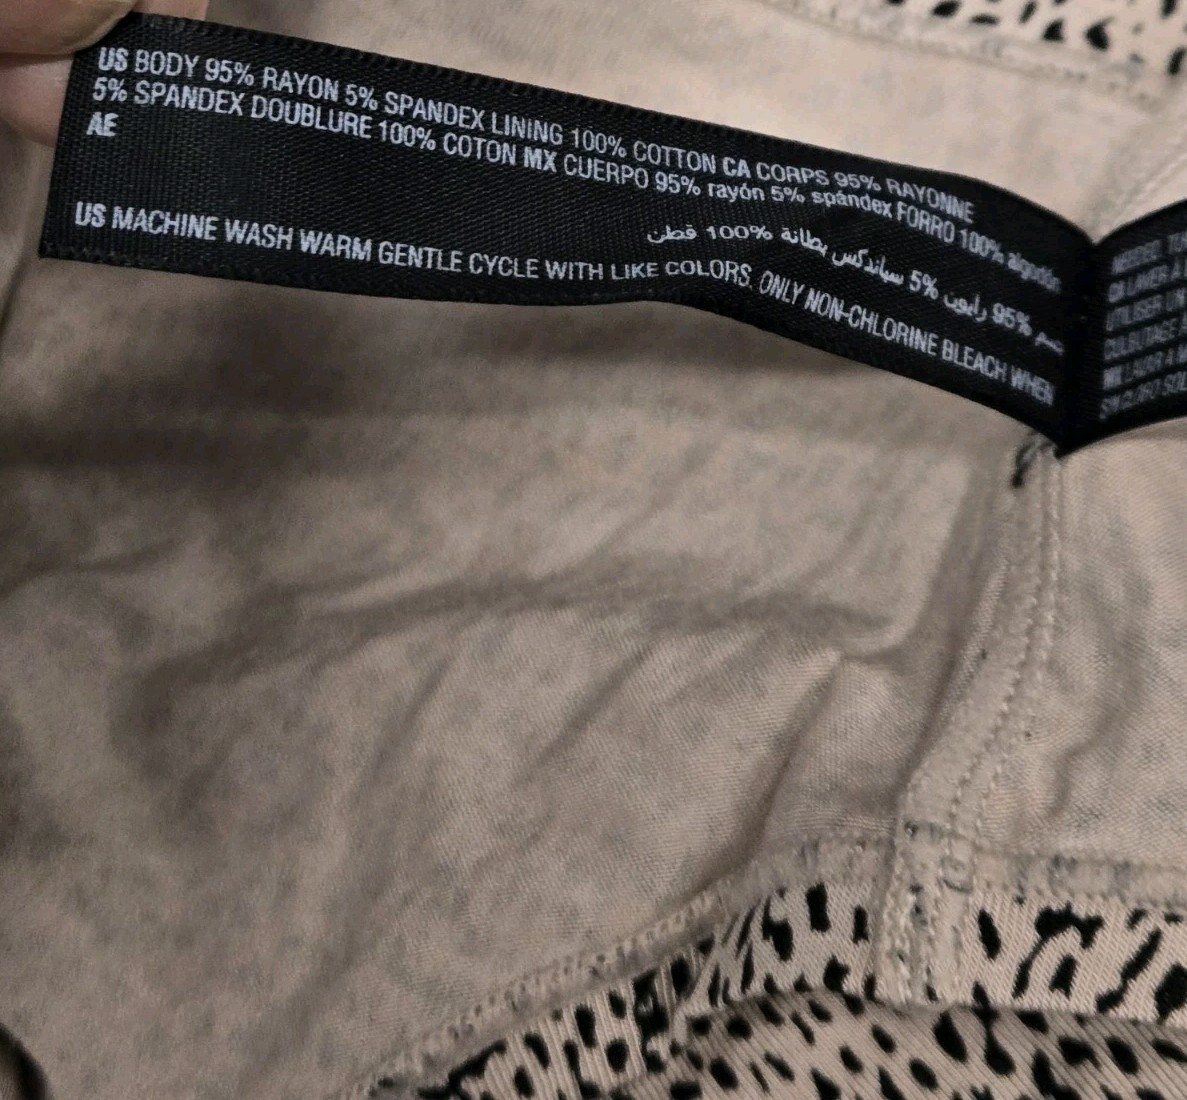 US BODY 95% RAYON 5% SPANDEX LINING 100% COTTON CA CORPS 95% RAYONNE
5% SPANDEX DOUBLURE 100% COTON MX CUERPO 95% rayón 5% spándex FORRO 100% algodón
AE
95% رايون 5% سباندكس بطانة 100% قطن
US MACHINE WASH WARM GENTLE CYCLE WITH LIKE COLORS. ONLY NON-CHLORINE BLEACH WHEN